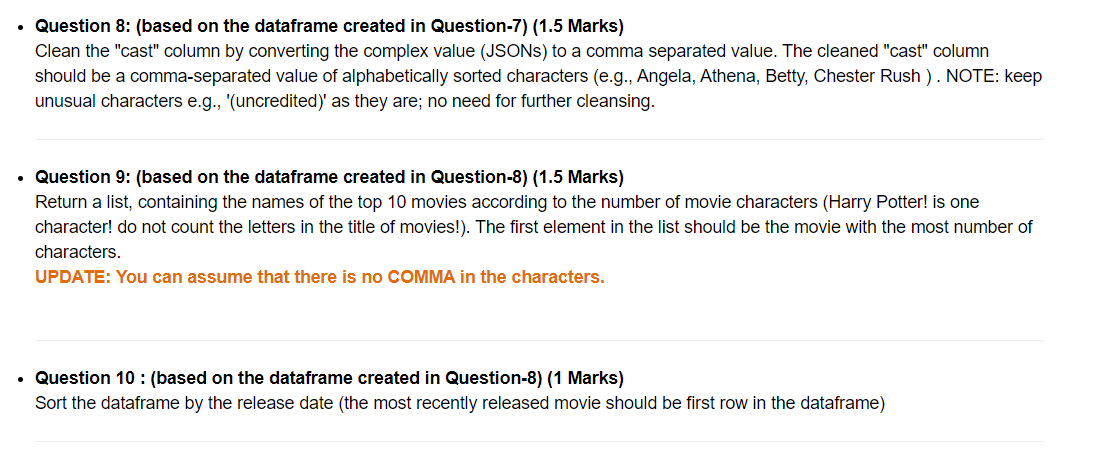 • Question 8: (based on the dataframe created in Question-7) (1.5 Marks)
Clean the "cast" column by converting the complex value (JSONs) to a comma separated value. The cleaned "cast" column
should be a comma-separated value of alphabetically sorted characters (e.g., Angela, Athena, Betty, Chester Rush ) . NOTE: keep
unusual characters e.g., '(uncredited)' as they are; no need for further cleansing.
• Question 9: (based on the dataframe created in Question-8) (1.5 Marks)
Return a list, containing the names of the top 10 movies according to the number of movie characters (Harry Potter! is one
character! do not count the letters in the title of movies!). The first element in the list should be the movie with the most number of
characters.
UPDATE: You can assume that there is no COMMA in the characters.
• Question 10 : (based on the dataframe created in Question-8) (1 Marks)
Sort the dataframe by the release date (the most recently released movie should be first row in the dataframe)